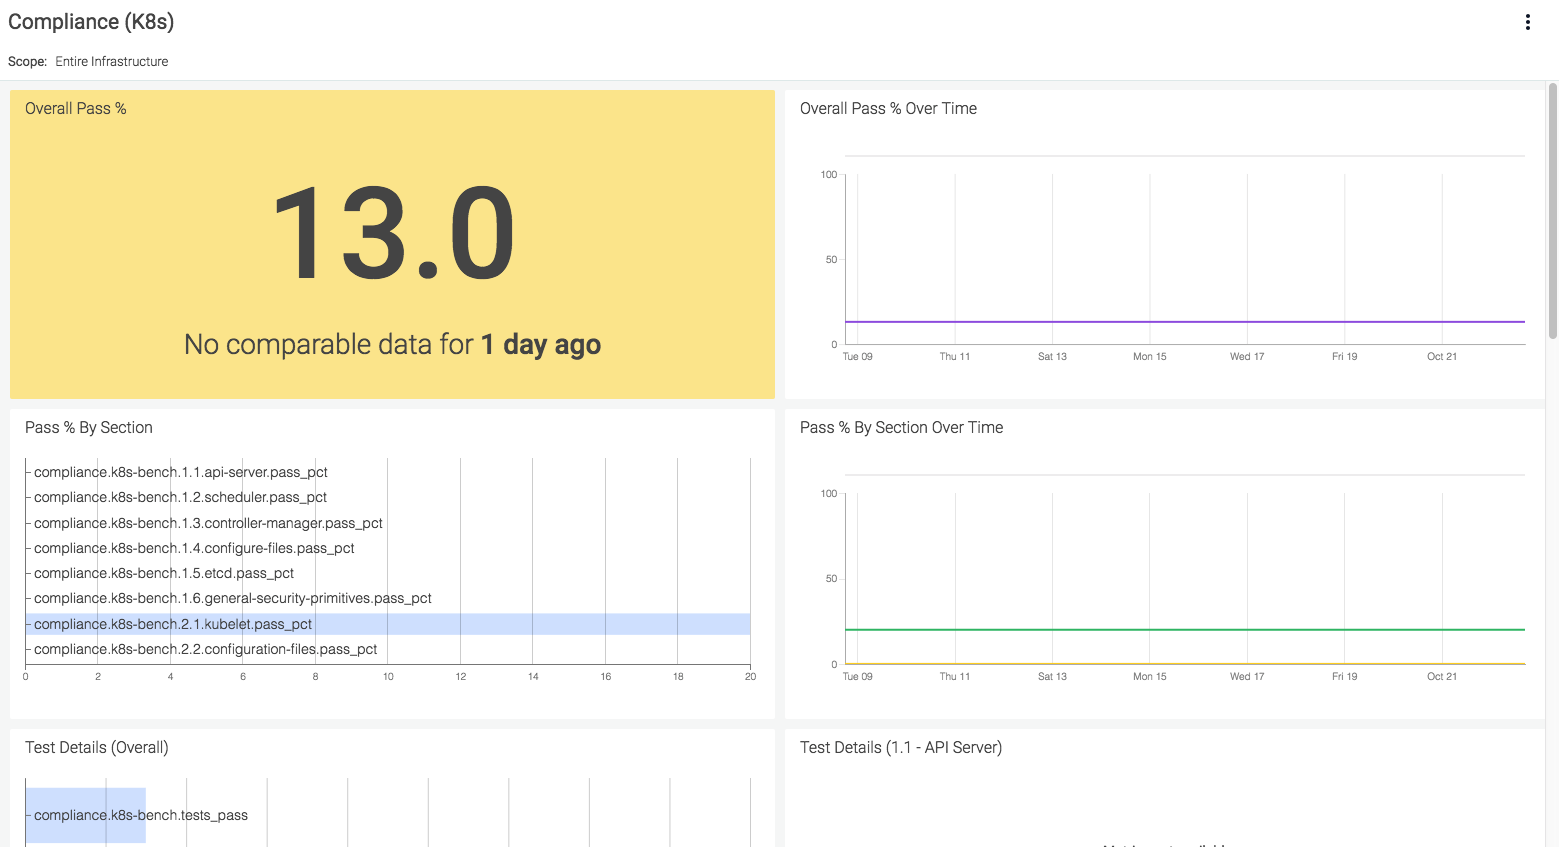 Compliance (K8s)
Scope: Entire Infrastructure
Overall Pass %
13.0
No comparable data for 1 day ago
Overall Pass % Over Time
100
50
0
Tue 09 Thu 11 Sat 13 Mon 15 Wed 17 Fri 19 Oct 21
Pass % By Section
compliance.k8s-bench.1.1.api-server.pass_pct
compliance.k8s-bench.1.2.scheduler.pass_pct
compliance.k8s-bench.1.3.controller-manager.pass_pct
compliance.k8s-bench.1.4.configure-files.pass_pct
compliance.k8s-bench.1.5.etcd.pass_pct
compliance.k8s-bench.1.6.general-security-primitives.pass_pct
compliance.k8s-bench.2.1.kubelet.pass_pct
compliance.k8s-bench.2.2.configuration-files.pass_pct
0 2 4 6 8 10 12 14 16 18 20
Pass % By Section Over Time
100
50
0
Tue 09 Thu 11 Sat 13 Mon 15 Wed 17 Fri 19 Oct 21
Test Details (Overall)
compliance.k8s-bench.tests_pass
Test Details (1.1 - API Server)